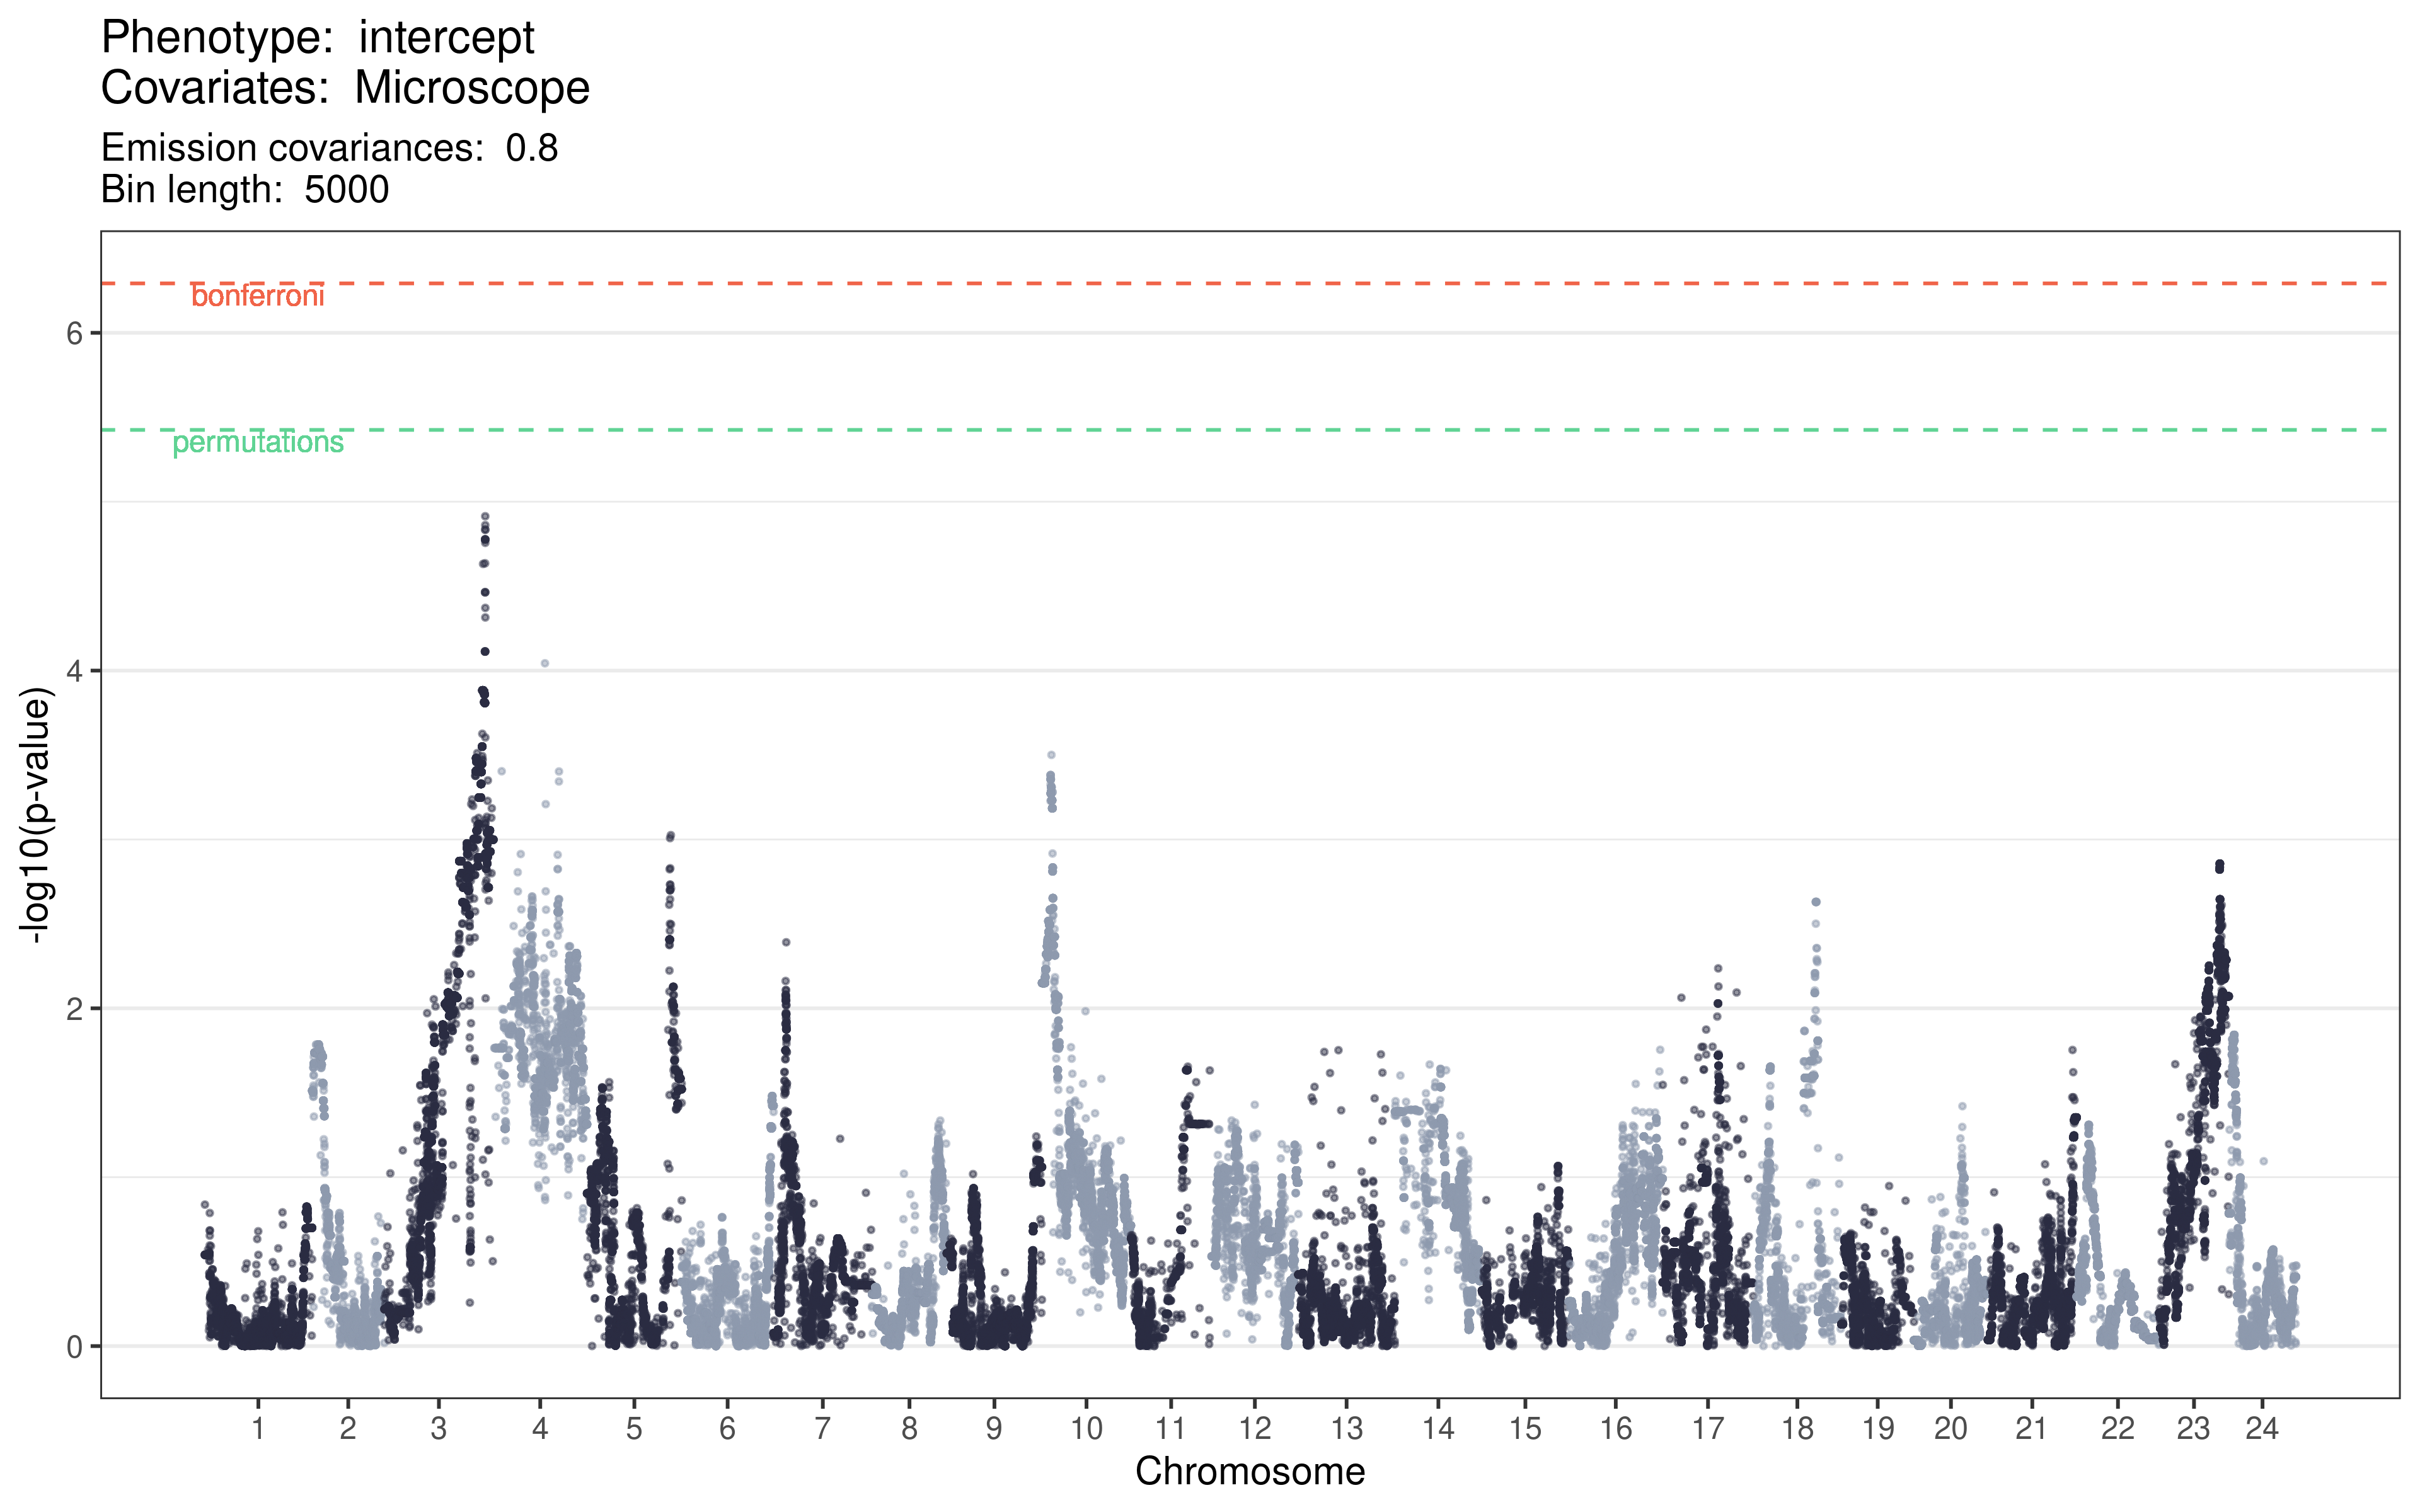 Phenotype: intercept
Covariates: Microscope
Emission covariances: 0.8
Bin length: 5000
bonferroni
6
permutations
4
2
0
-log10(p-value)
1 2 3 4 5 6 7 8 9 10 11 12 13 14 15 16 17 18 19 20 21 22 23 24
Chromosome